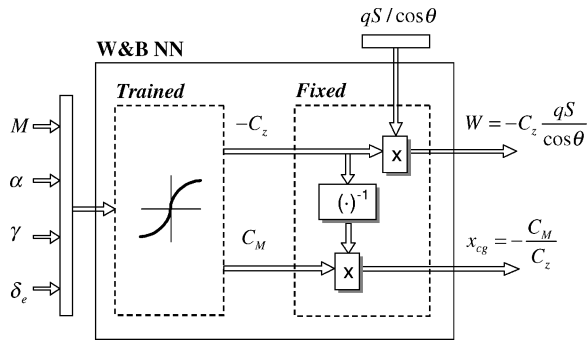 qS / cosθ
W&B NN
Trained
Fixed
M
α
γ
δ_e
-C_z
C_M
x
(·)^-1
x
W = -C_z qS/cosθ
x_cg = - C_M/C_z